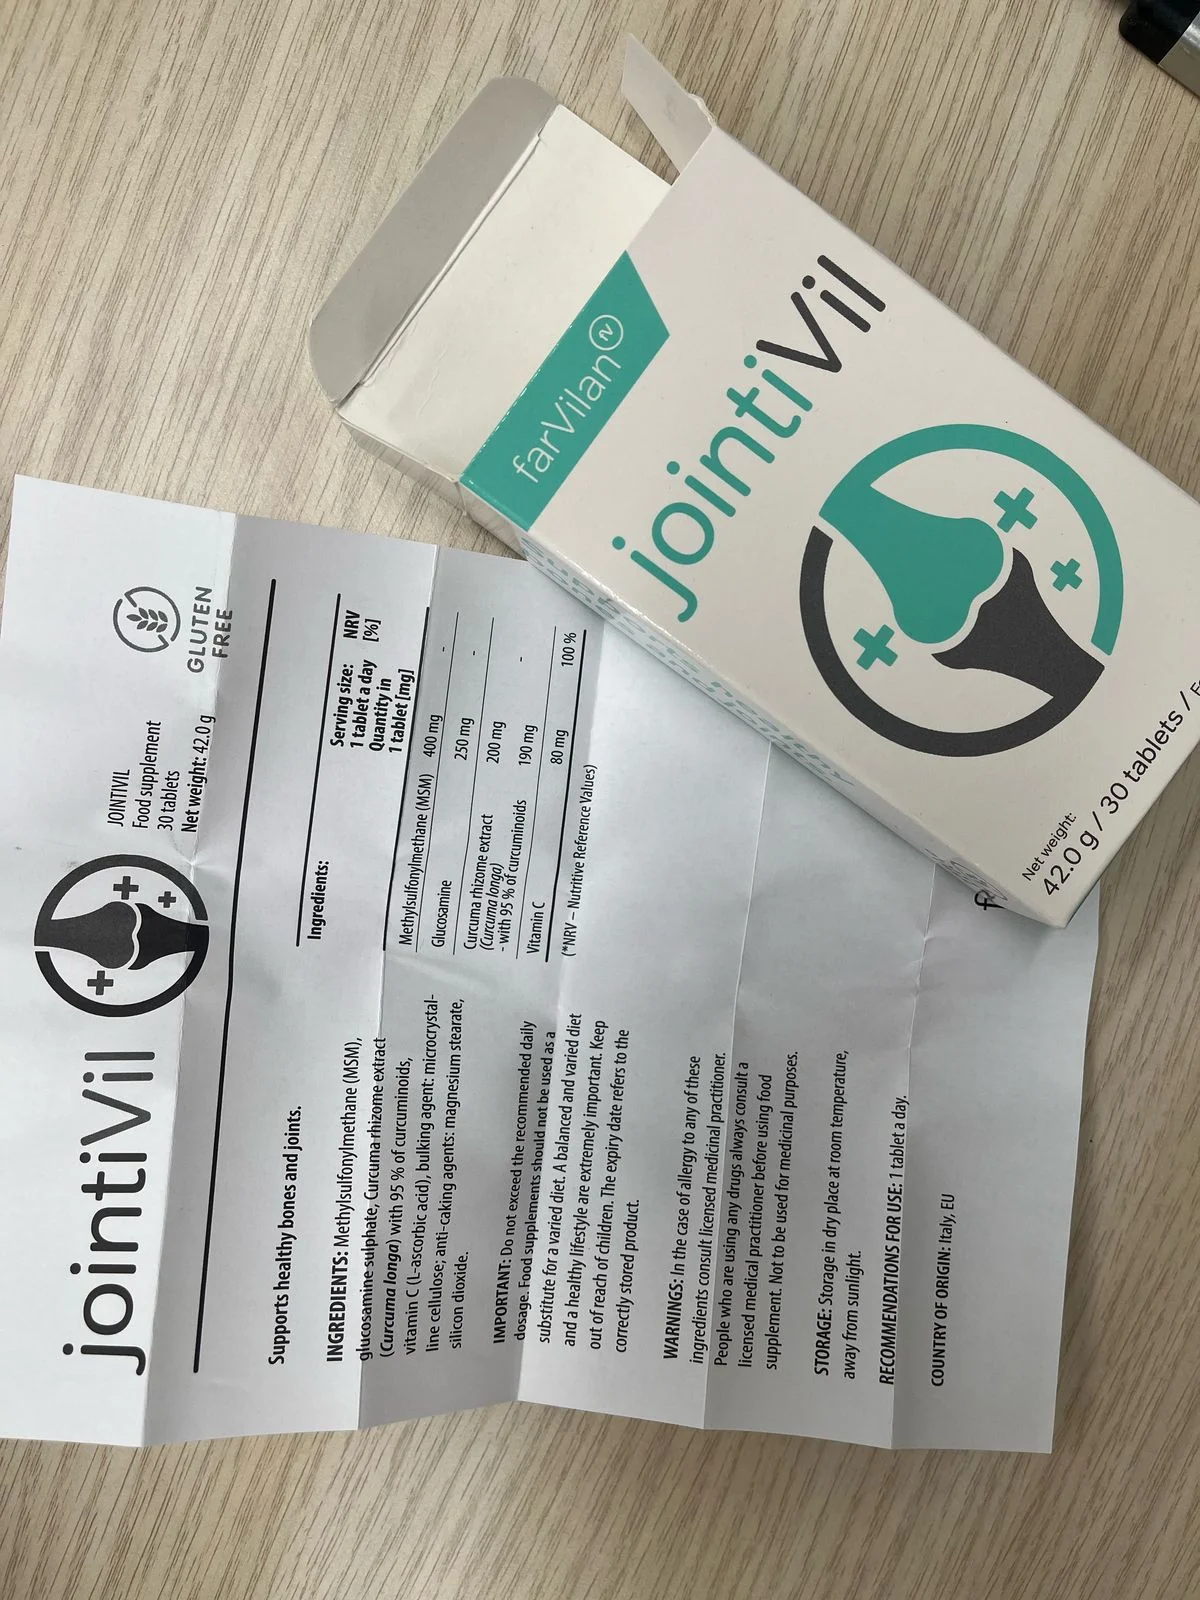 jointiVil
JOINTIVIL
Food supplement
30 tablets
Net weight: 42.0 g
GLUTEN
FREE
Supports healthy bones and joints.
INGREDIENTS: Methylsulfonylmethane (MSM),
glucosamine sulphate, Curcuma rhizome extract
(Curcuma longa) with 95 % of curcuminoids,
vitamin C (L-ascorbic acid), bulking agent: microcrystal-
line cellulose; anti-caking agents: magnesium stearate,
silicon dioxide.
IMPORTANT: Do not exceed the recommended daily
dosage. Food supplements should not be used as a
substitute for a varied diet. A balanced and varied diet
and a healthy lifestyle are extremely important. Keep
out of reach of children. The expiry date refers to the
correctly stored product.
WARNINGS: In the case of allergy to any of these
ingredients consult licensed medicinal practitioner.
People who are using any drugs always consult a
licensed medical practitioner before using food
supplement. Not to be used for medicinal purposes.
STORAGE: Storage in dry place at room temperature,
away from sunlight.
RECOMMENDATIONS FOR USE: 1 tablet a day.
COUNTRY OF ORIGIN: Italy, EU
Ingredients:
Serving size:
1 tablet a day
Quantity in
1 tablet [mg]
NRV
[%]
Methylsulfonylmethane (MSM) 400 mg -
Glucosamine 250 mg -
Curcuma rhizome extract 200 mg
(Curcuma longa)
- with 95 % of curcuminoids 190 mg -
Vitamin C 80 mg 100 %
(*NRV – Nutritive Reference Values)
farVilan
jointiVil
Net weight:
42.0 g / 30 tablets /